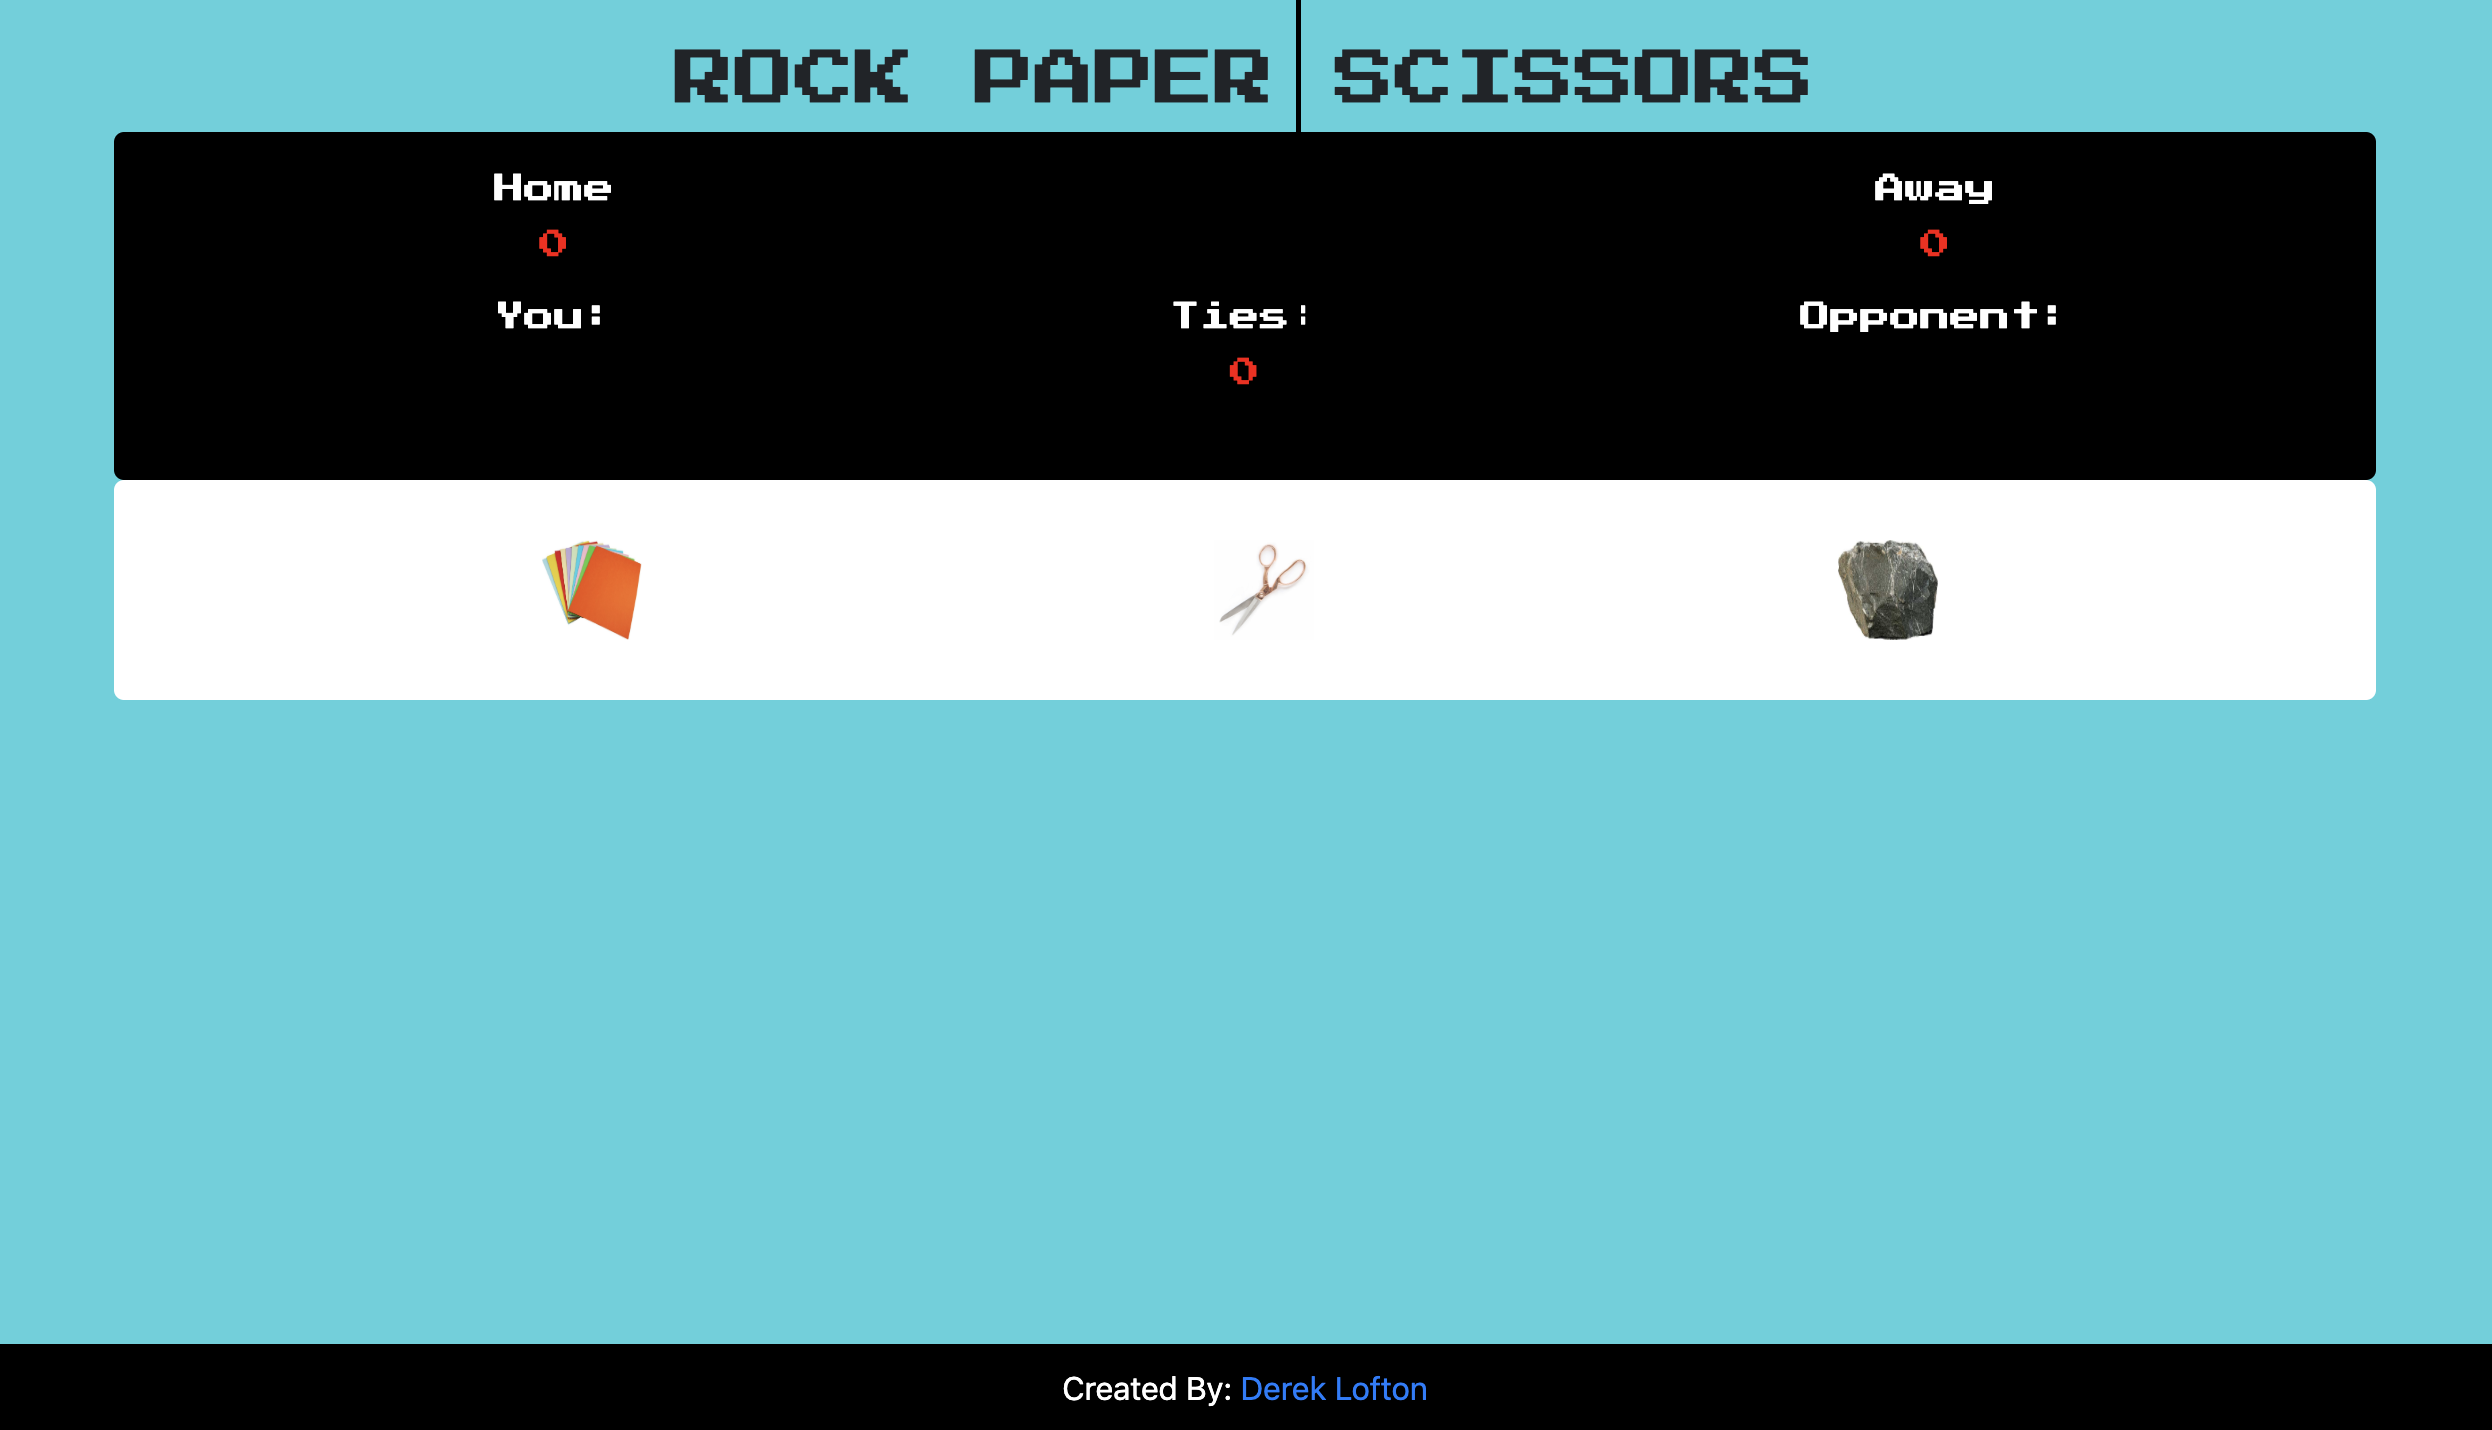 ROCK PAPER SCISSORS
Home Away
0 0
You: Ties: Opponent:
0
Created By: Derek Lofton